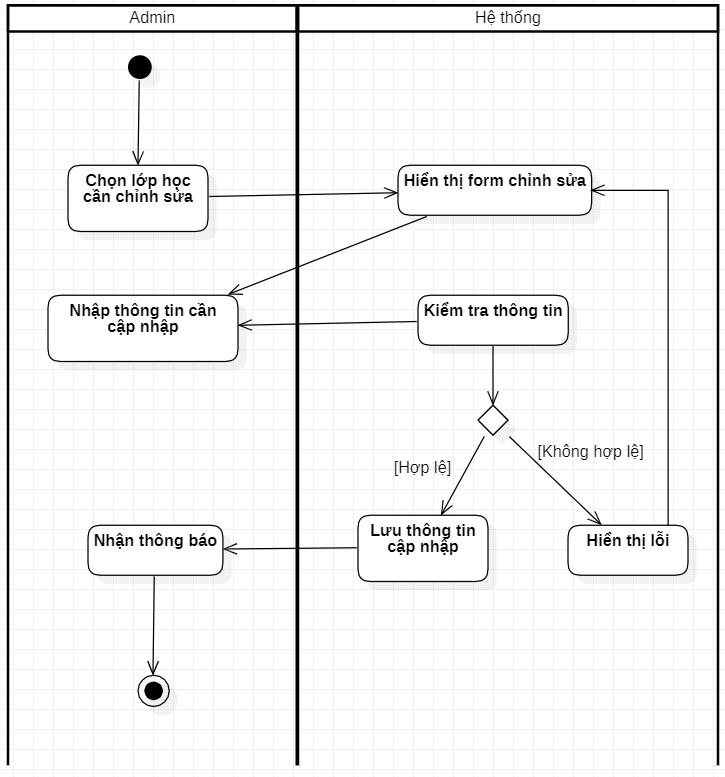 Admin
Hệ thống
Chọn lớp học
cần chỉnh sửa
Hiển thị form chỉnh sửa
Nhập thông tin cần
cập nhập
Kiểm tra thông tin
[Hợp lệ]
[Không hợp lệ]
Nhận thông báo
Lưu thông tin
cập nhập
Hiển thị lỗi